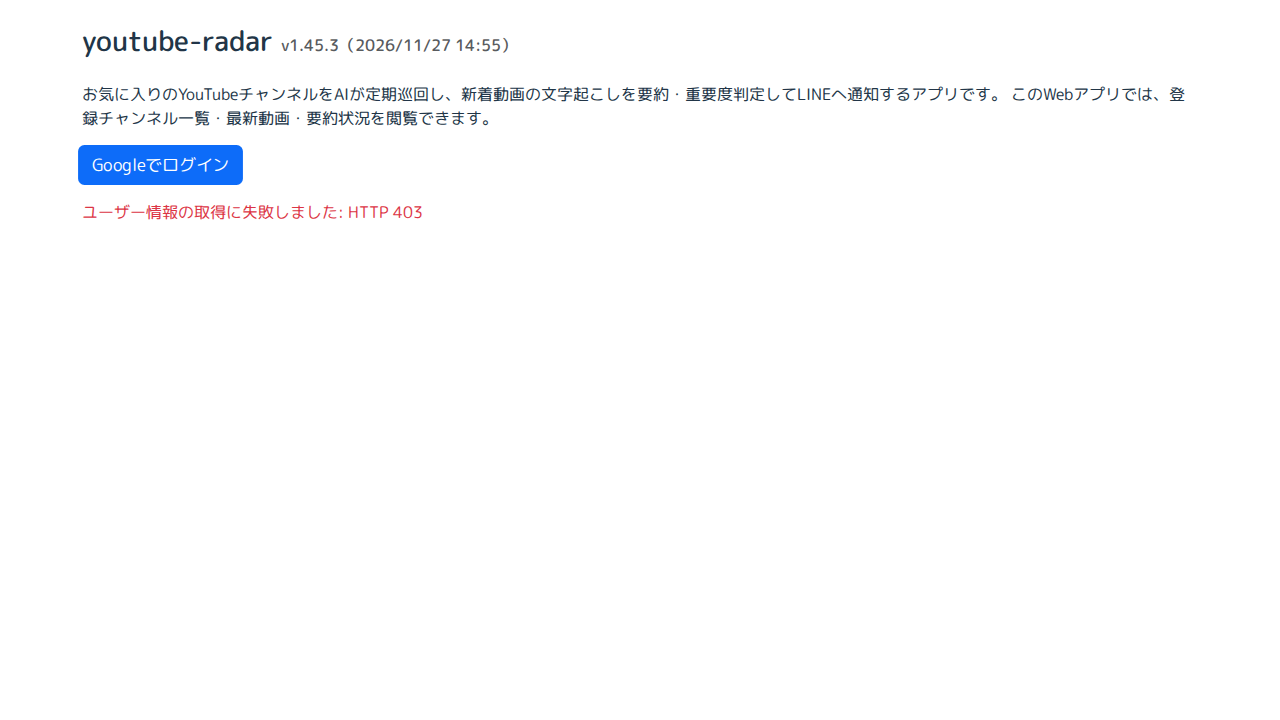 youtube-radar v1.45.3（2026/11/27 14:55）
お気に入りのYouTubeチャンネルをAIが定期巡回し、新着動画の文字起こしを要約・重要度判定してLINEへ通知するアプリです。 このWebアプリでは、登
録チャンネル一覧・最新動画・要約状況を閲覧できます。
Googleでログイン
ユーザー情報の取得に失敗しました: HTTP 403